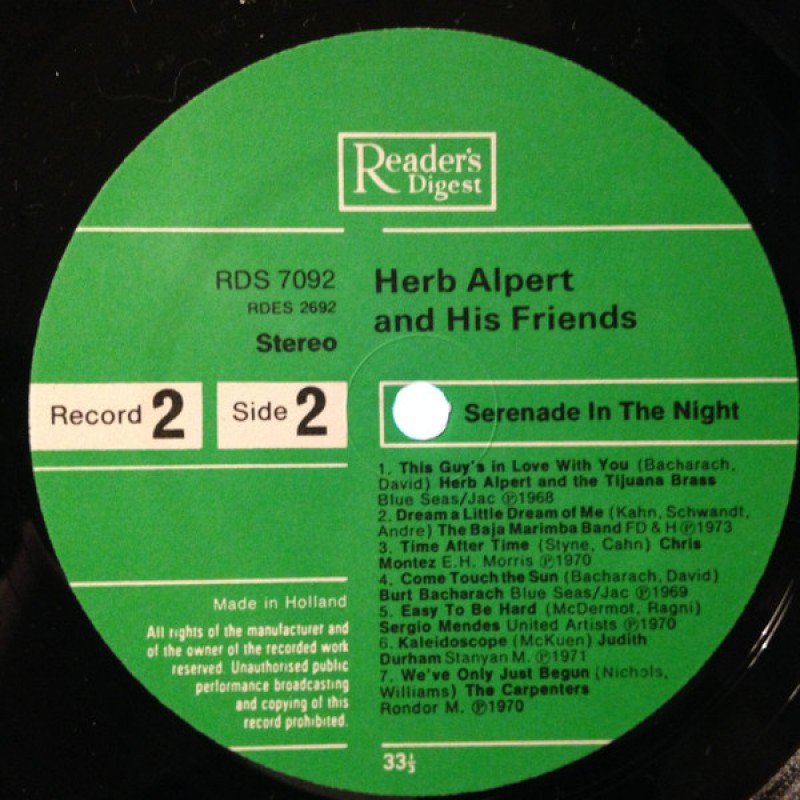 Reader's
Digest
RDS 7092
RDES 2692
Stereo
Herb Alpert
and His Friends
Record 2
Side 2
Serenade In The Night
1. This Guy's in Love With You (Bacharach,
David) Herb Alpert and the Tijuana Brass
Blue Seas/Jac ℗1968
2. Dream a Little Dream of Me (Kahn, Schwandt,
Andre) The Baja Marimba Band FD & H ℗1973
3. Time After Time (Styne, Cahn) Chris
Montez E.H. Morris ℗1970
4. Come Touch the Sun (Bacharach, David)
Burt Bacharach Blue Seas/Jac ℗1969
5. Easy To Be Hard (McDermot, Ragni)
Sergio Mendes United Artists ℗1970
6. Kaleidoscope (McKuen) Judith
Durham Stanyan M. ℗1971
7. We've Only Just Begun (Nichols,
Williams) The Carpenters
Rondor M. ℗1970
Made in Holland
All rights of the manufacturer and
of the owner of the recorded work
reserved. Unauthorised public
performance broadcasting
and copying of this
record prohibited.
33⅓